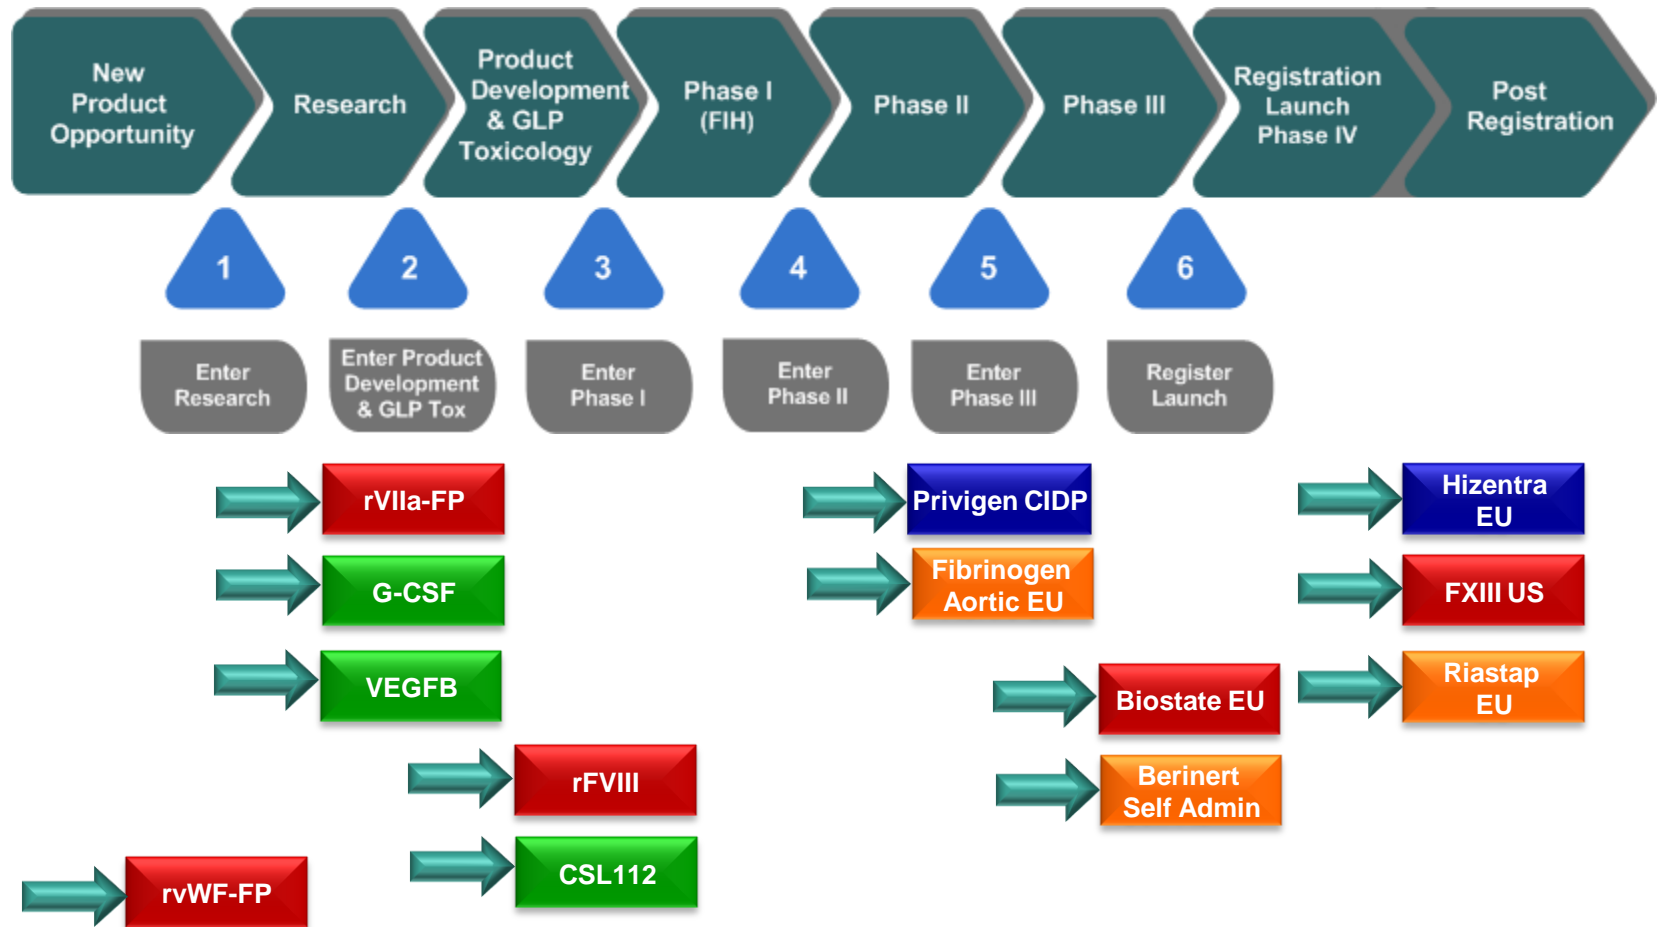 New
Product
Opportunity
Research
Product
Development
& GLP
Toxicology
Phase I
(FIH)
Phase II
Phase III
Registration
Launch
Phase IV
Post
Registration
1
2
3
4
5
6
Enter
Research
Enter Product
Development
& GLP Tox
Enter
Phase I
Enter
Phase II
Enter
Phase III
Register
Launch
rVIIa-FP
Privigen CIDP
Hizentra
EU
G-CSF
Fibrinogen
Aortic EU
FXIII US
VEGFB
Biostate EU
Riastap
EU
rFVIII
Berinert
Self Admin
CSL112
rvWF-FP